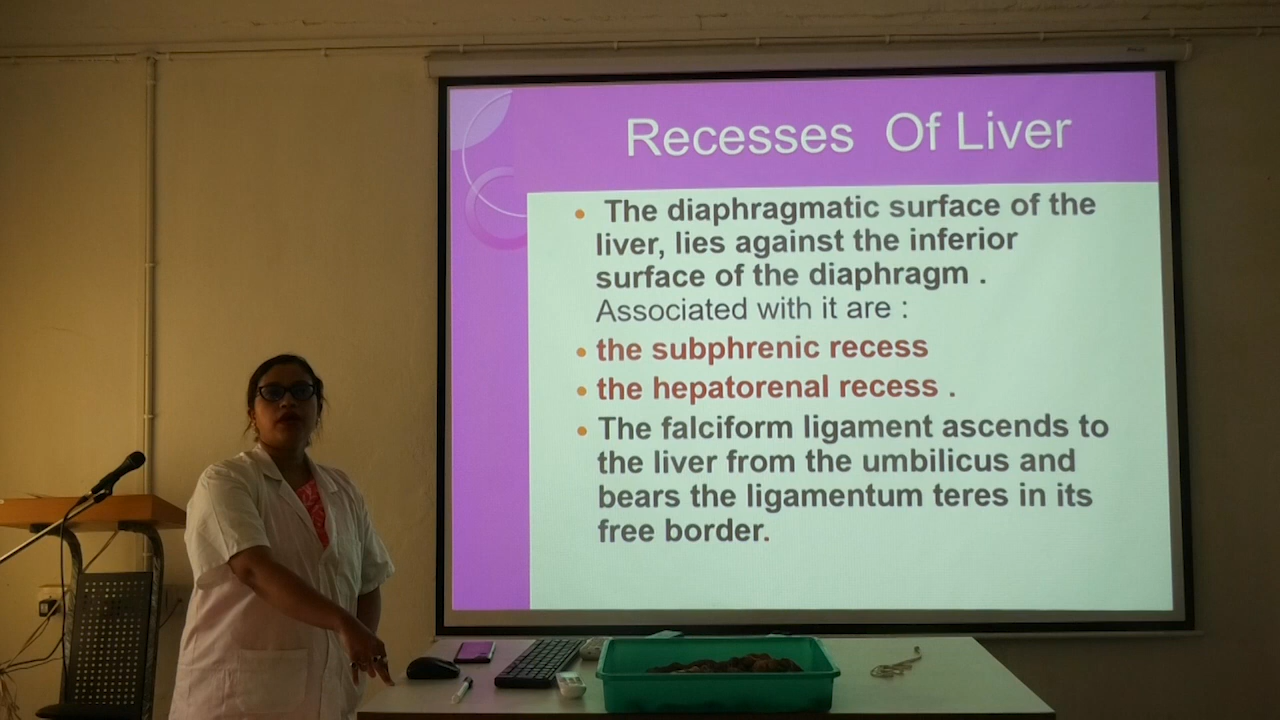 Recesses Of Liver
• The diaphragmatic surface of the
liver, lies against the inferior
surface of the diaphragm .
Associated with it are :
• the subphrenic recess
• the hepatorenal recess .
• The falciform ligament ascends to
the liver from the umbilicus and
bears the ligamentum teres in its
free border.